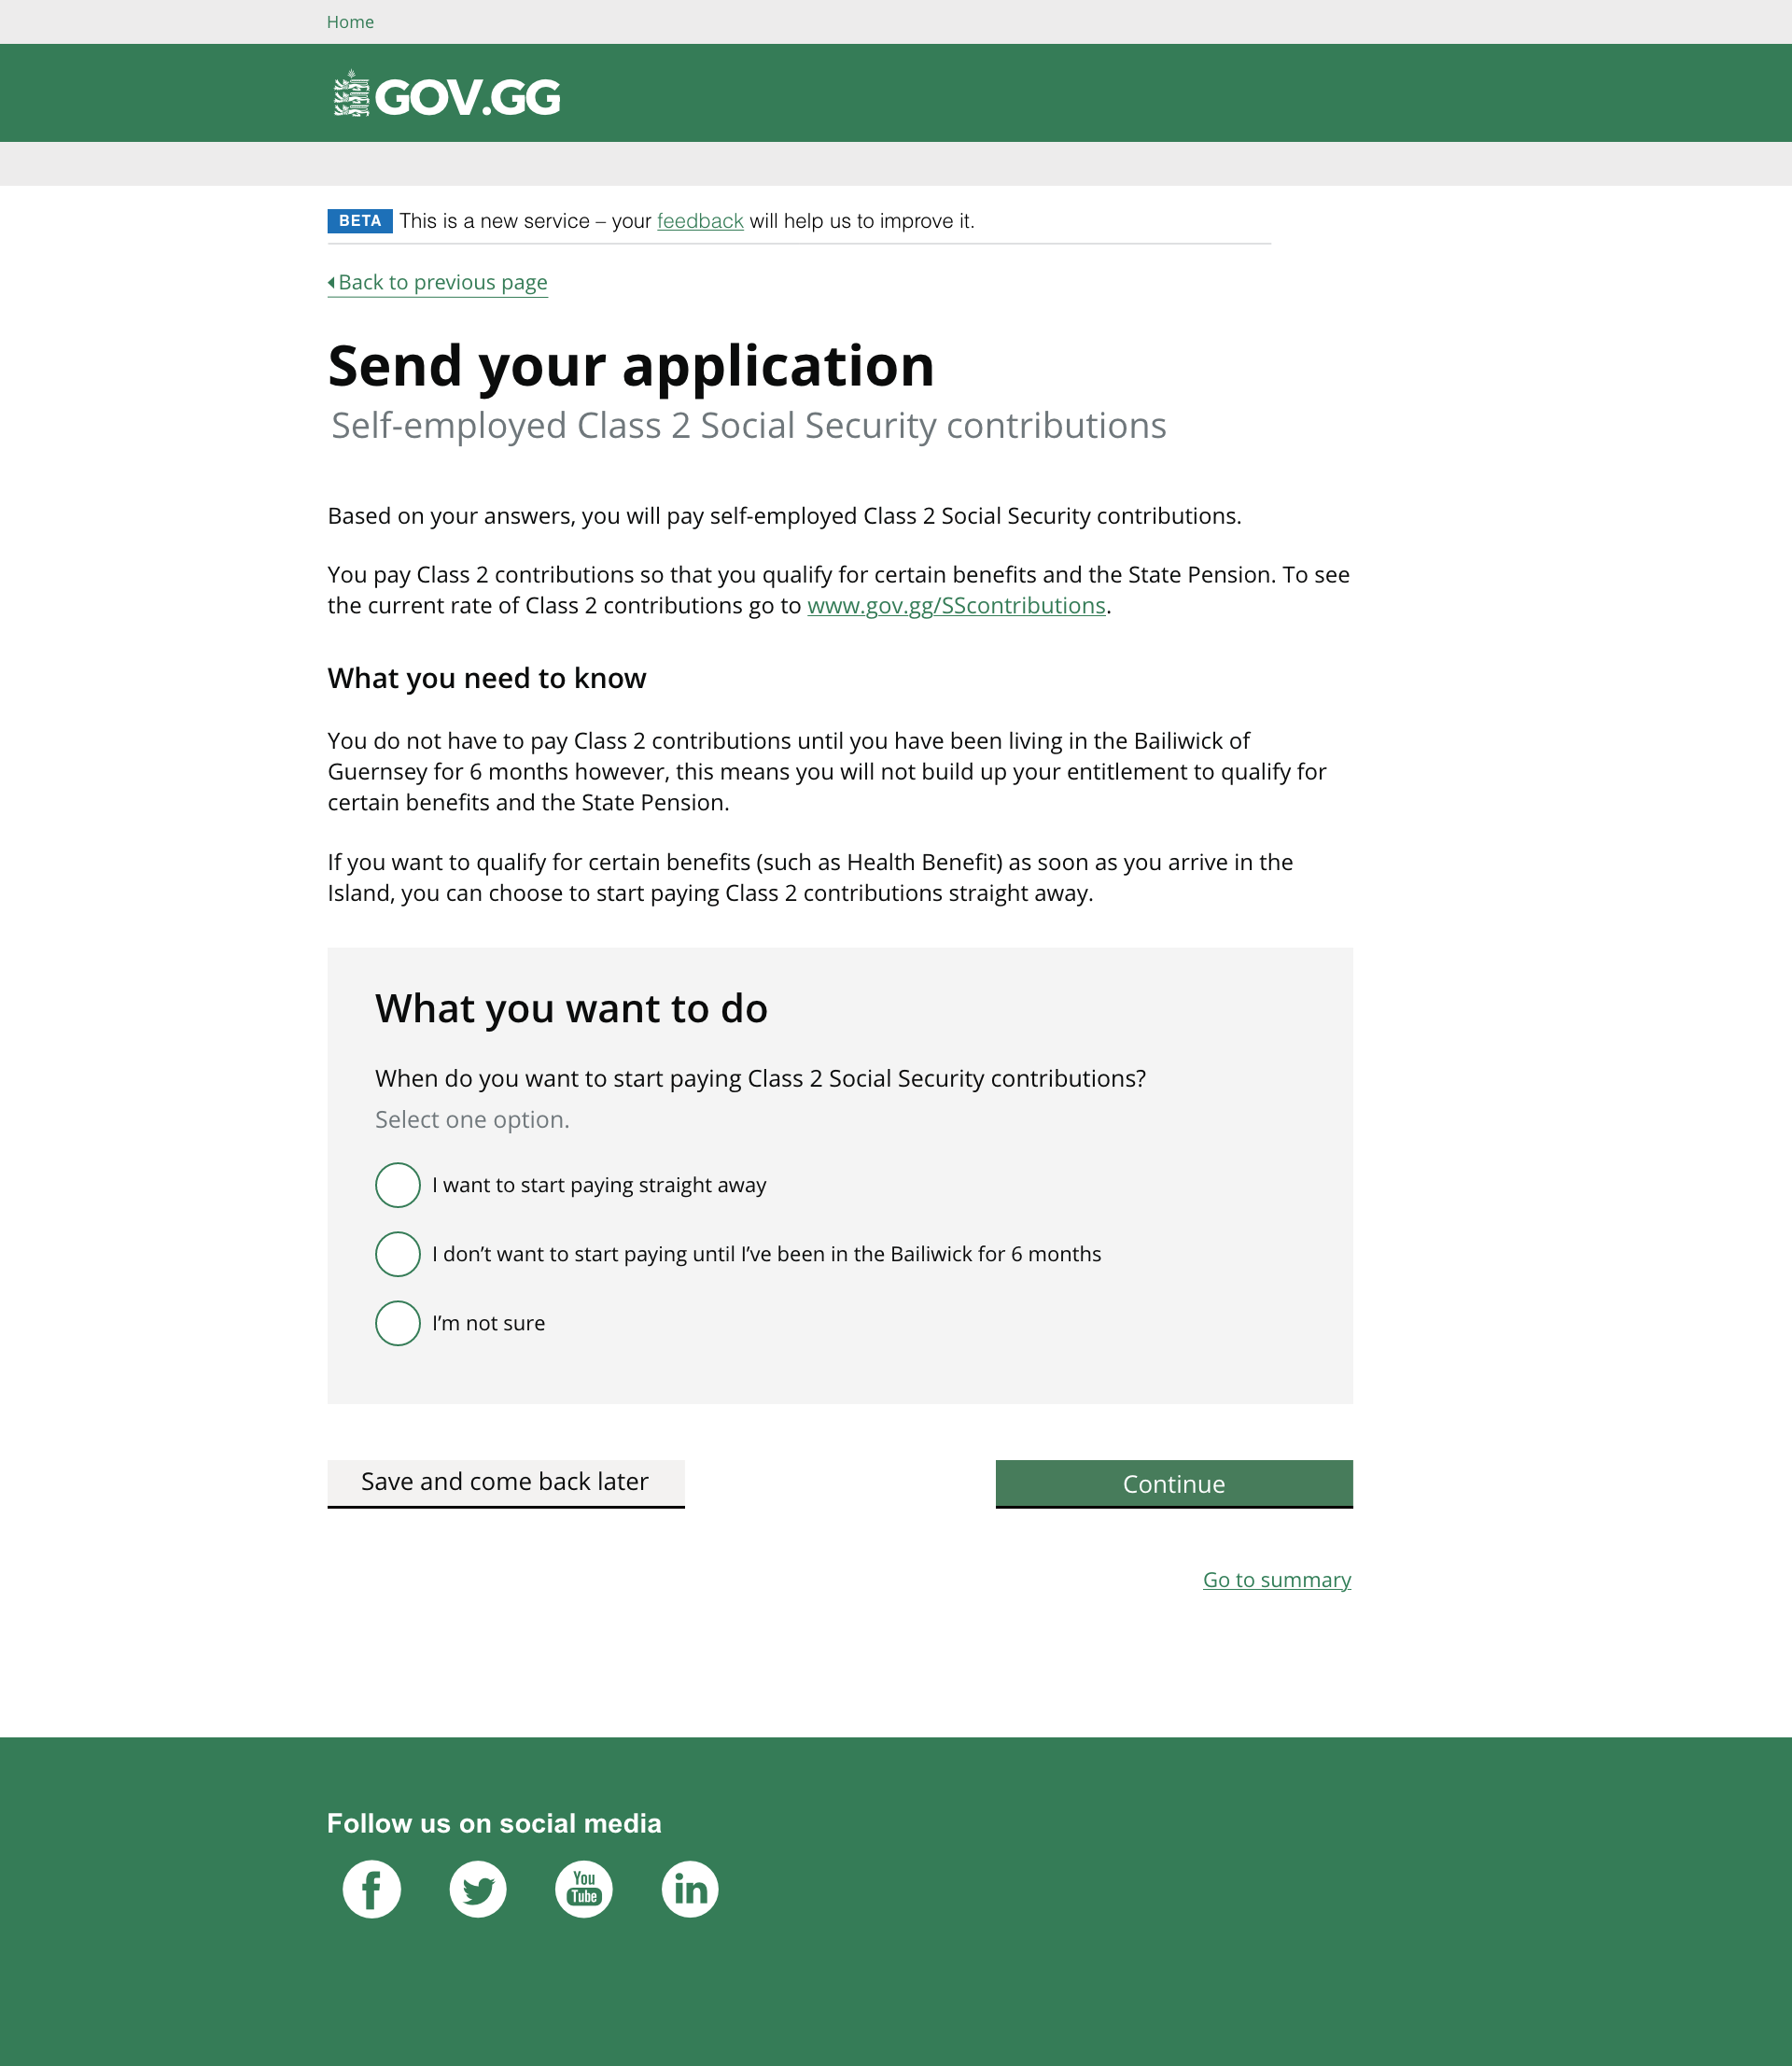 Home
GOV.GG
BETA This is a new service – your feedback will help us to improve it.
Back to previous page
Send your application
Self-employed Class 2 Social Security contributions
Based on your answers, you will pay self-employed Class 2 Social Security contributions.
You pay Class 2 contributions so that you qualify for certain benefits and the State Pension. To see
the current rate of Class 2 contributions go to www.gov.gg/SScontributions.
What you need to know
You do not have to pay Class 2 contributions until you have been living in the Bailiwick of
Guernsey for 6 months however, this means you will not build up your entitlement to qualify for
certain benefits and the State Pension.
If you want to qualify for certain benefits (such as Health Benefit) as soon as you arrive in the
Island, you can choose to start paying Class 2 contributions straight away.
What you want to do
When do you want to start paying Class 2 Social Security contributions?
Select one option.
I want to start paying straight away
I don’t want to start paying until I’ve been in the Bailiwick for 6 months
I’m not sure
Save and come back later
Continue
Go to summary
Follow us on social media
You
Tube
in